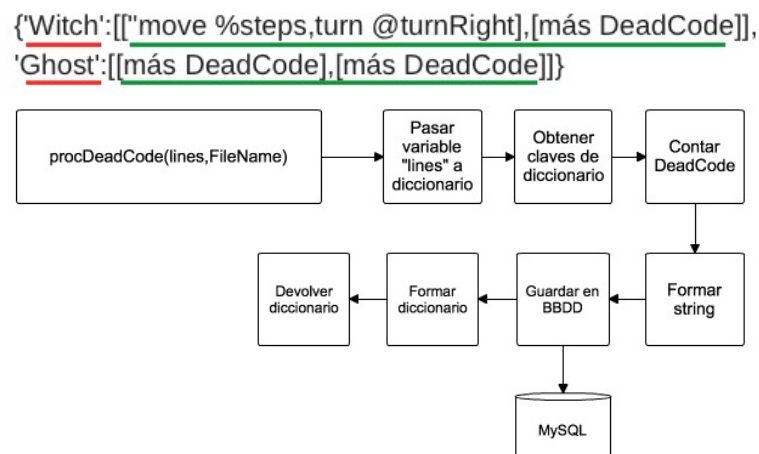 {'Witch':[["move %steps,turn @turnRight],[más DeadCode]],
'Ghost':[[más DeadCode],[más DeadCode]]}
procDeadCode(lines,FileName)
Pasar
variable
"lines" a
diccionario
Obtener
claves de
diccionario
Contar
DeadCode
Devolver
diccionario
Formar
diccionario
Guardar en
BBDD
Formar
string
MySQL